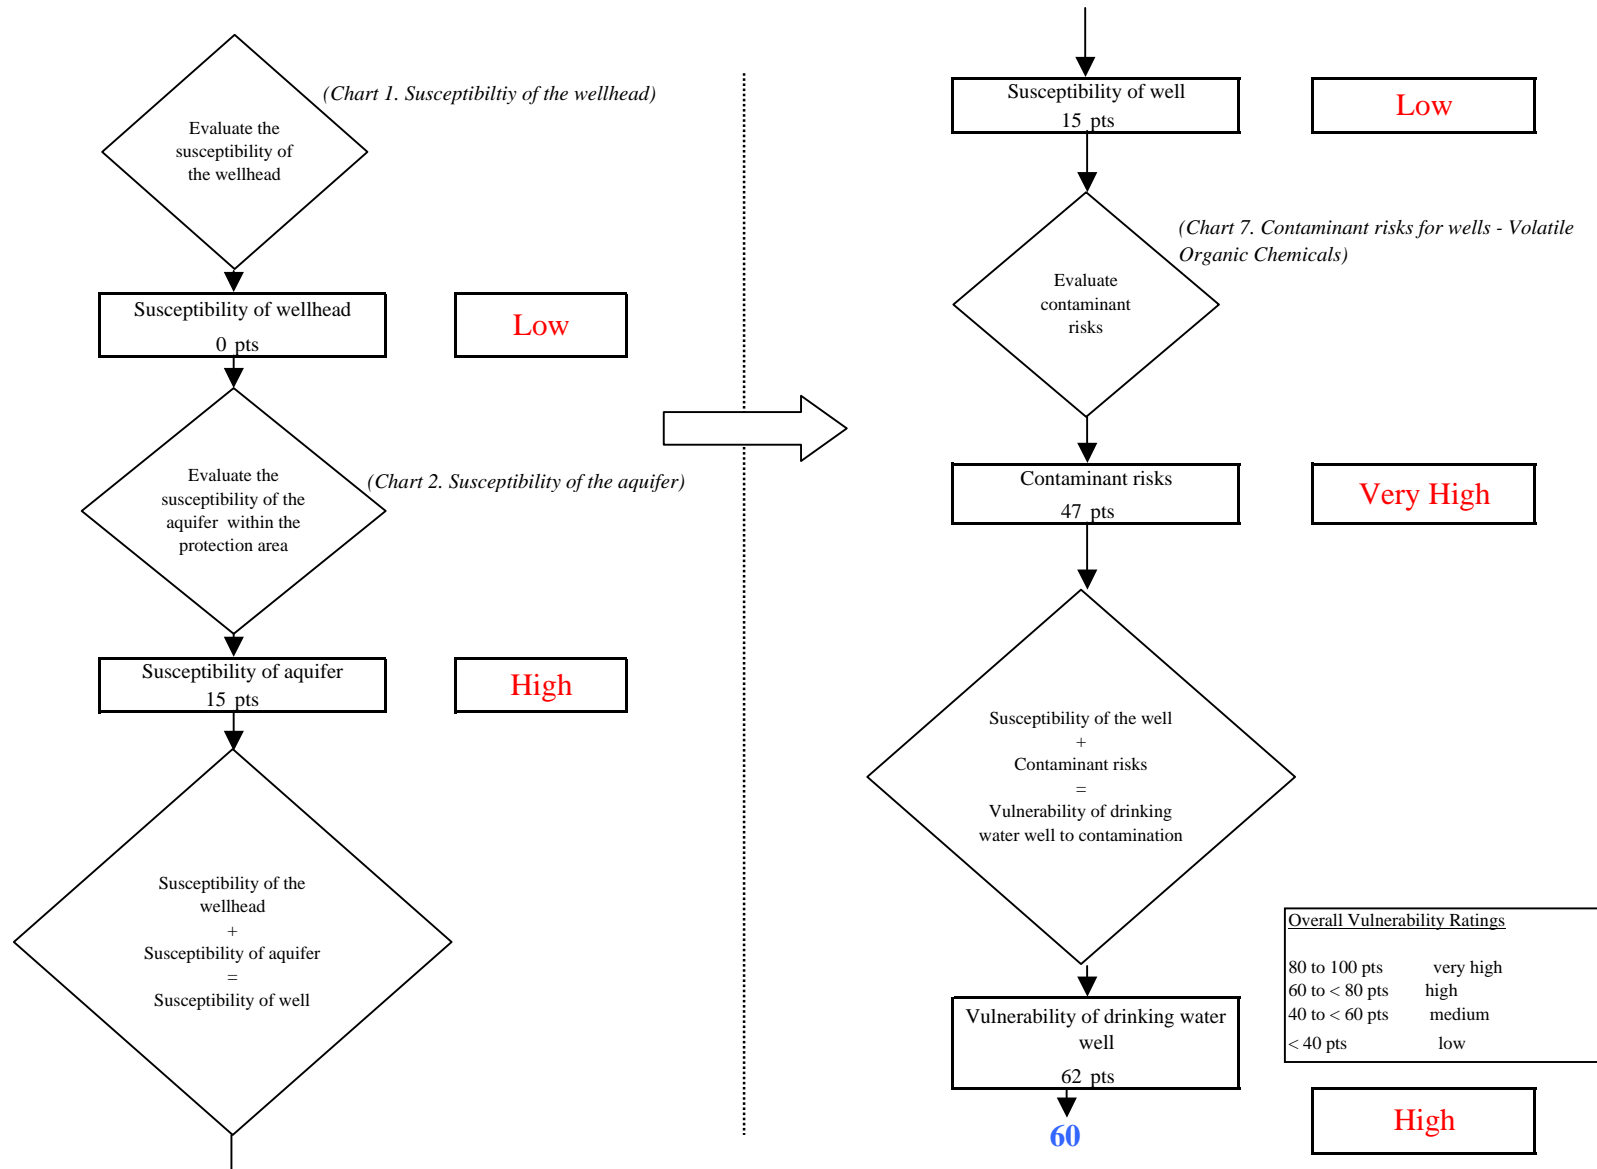 (Chart 1. Susceptibiltiy of the wellhead)
Evaluate the
susceptibility of
the wellhead
Susceptibility of wellhead
0 pts
Low
Evaluate the
susceptibility of the
aquifer within the
protection area
(Chart 2. Susceptibility of the aquifer)
Susceptibility of aquifer
15 pts
High
Susceptibility of the
wellhead
+
Susceptibility of aquifer
=
Susceptibility of well
Susceptibility of well
15 pts
Low
(Chart 7. Contaminant risks for wells - Volatile
Organic Chemicals)
Evaluate
contaminant
risks
Contaminant risks
47 pts
Very High
Susceptibility of the well
+
Contaminant risks
=
Vulnerability of drinking
water well to contamination
Overall Vulnerability Ratings
80 to 100 pts very high
60 to < 80 pts high
40 to < 60 pts medium
< 40 pts low
Vulnerability of drinking water
well
62 pts
60
High